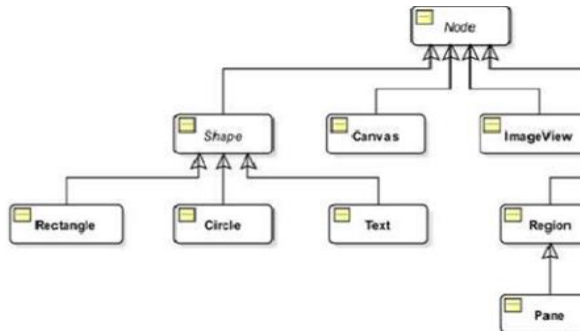 Node
Shape
Canvas
ImageView
Rectangle
Circle
Text
Region
Pane